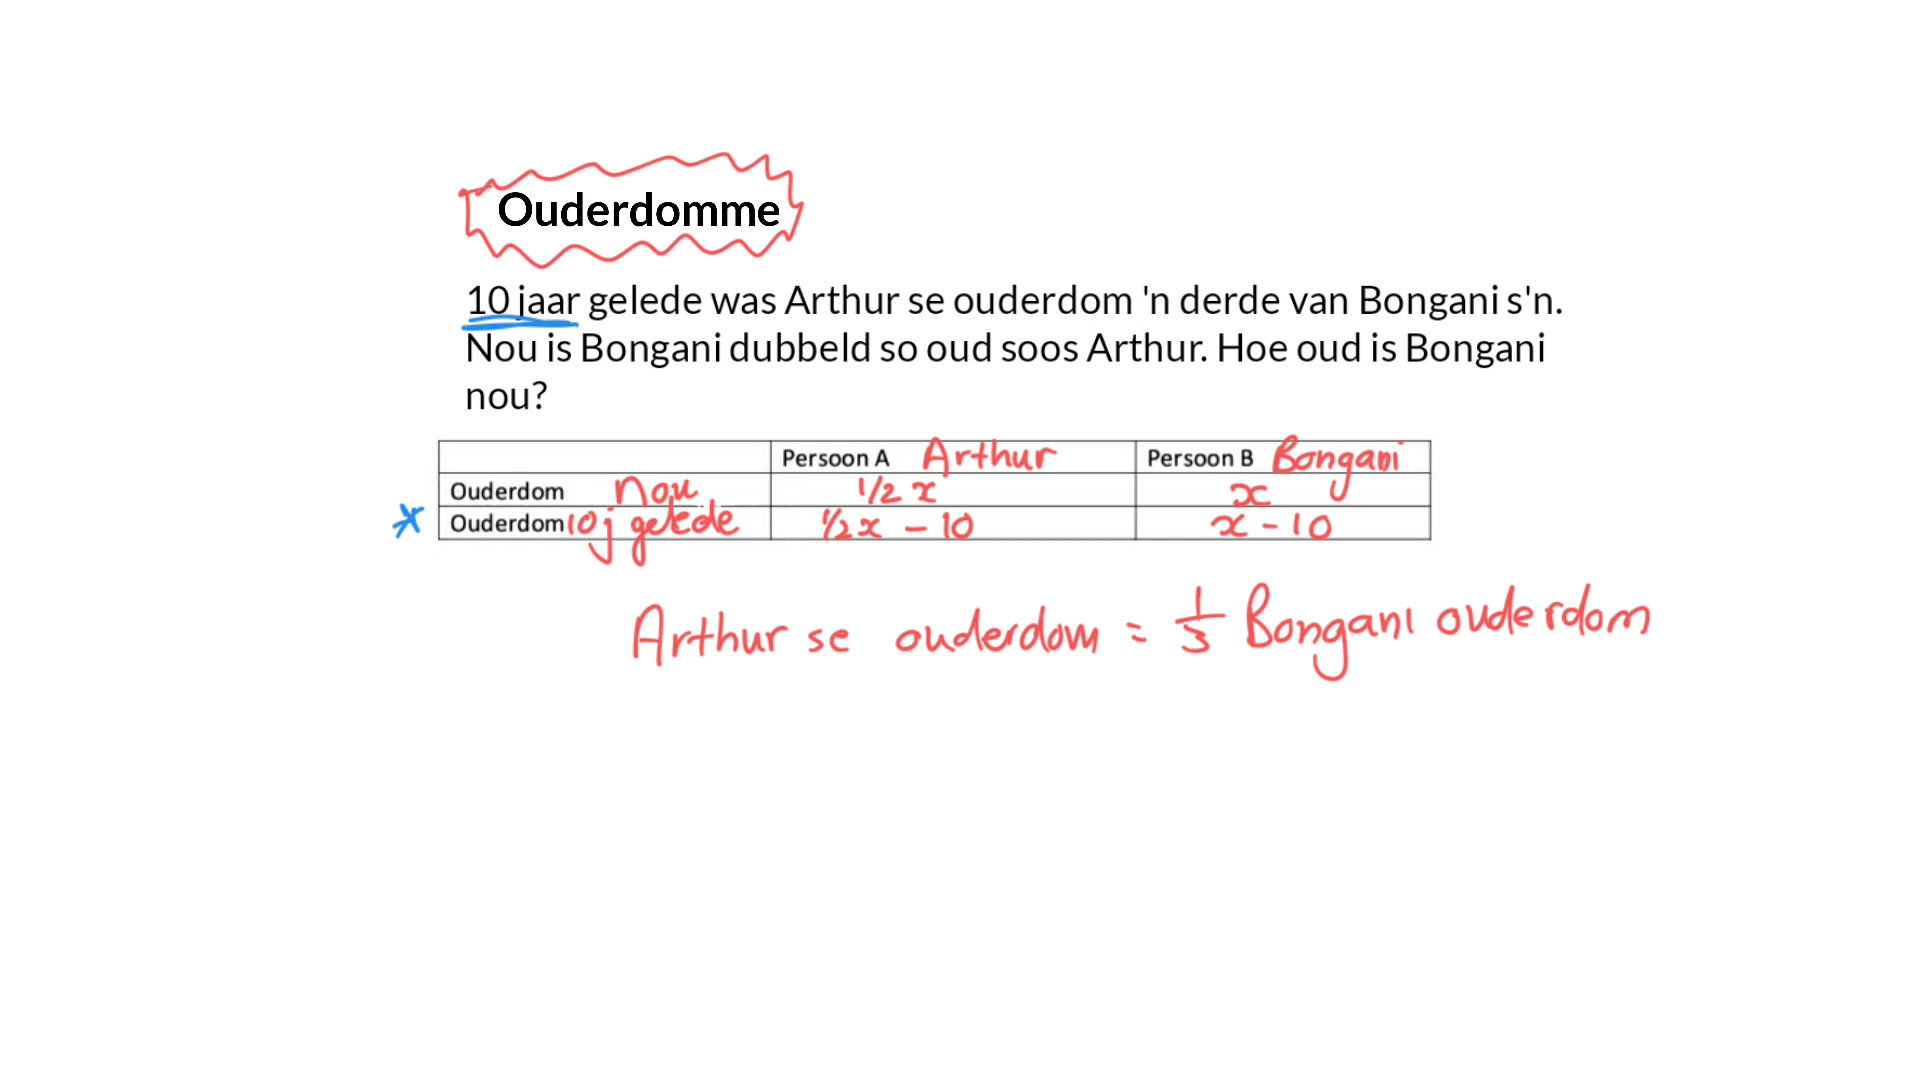 Ouderdomme
10 jaar gelede was Arthur se ouderdom 'n derde van Bongani s'n.
Nou is Bongani dubbeld so oud soos Arthur. Hoe oud is Bongani
nou?
Persoon A Arthur Persoon B Bongani
Ouderdom nou 1/2 x x
* Ouderdom 10j gelede 1/2 x - 10 x - 10
Arthur se ouderdom = 1/3 Bongani ouderdom